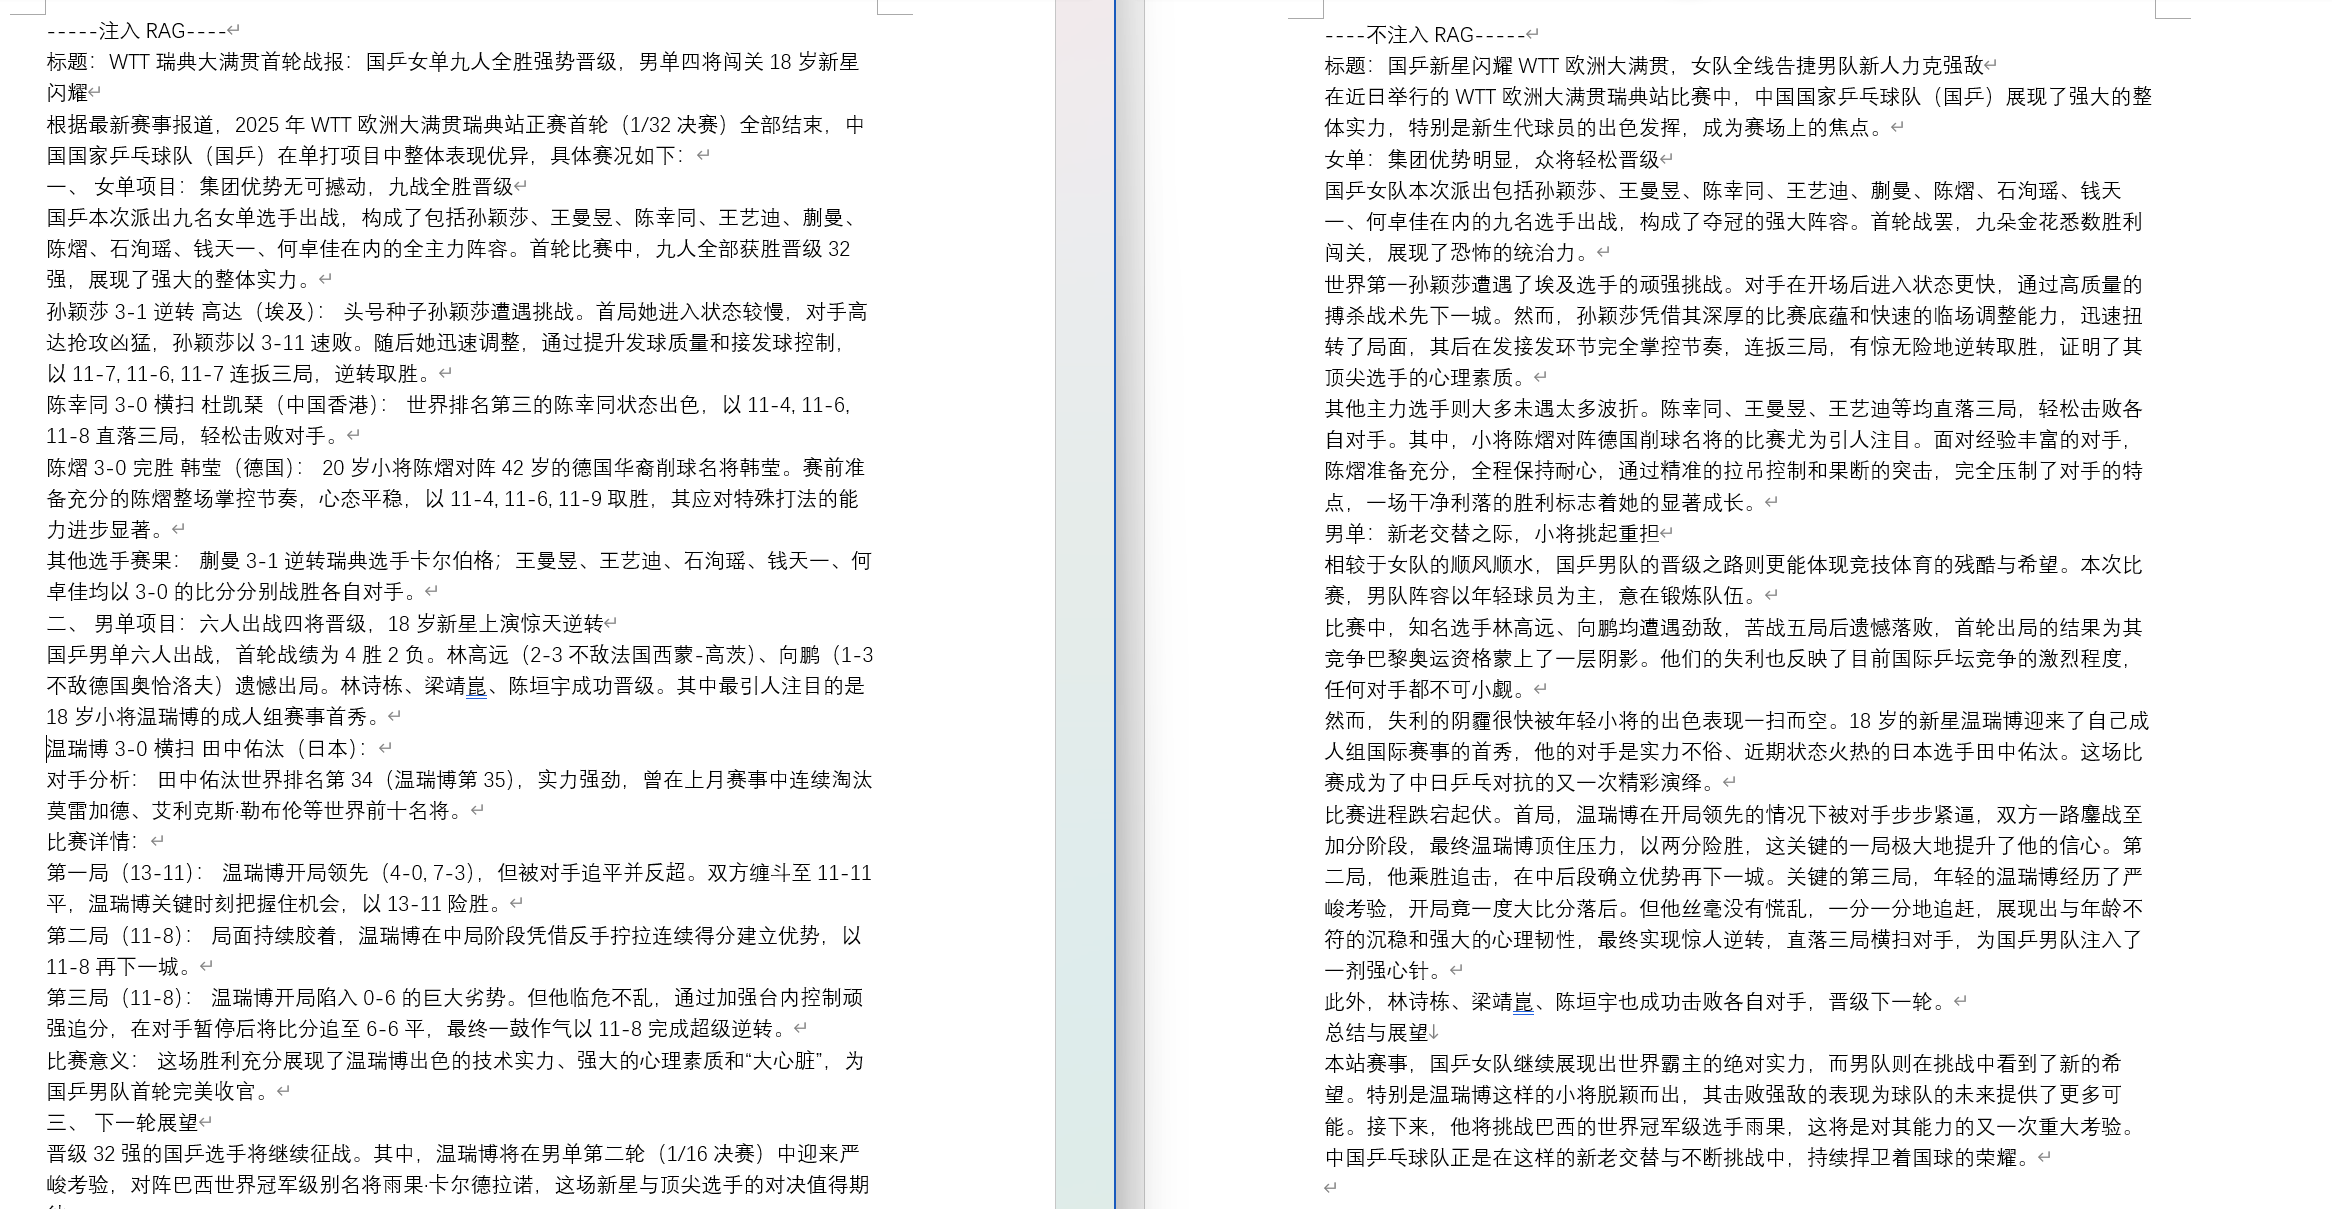 -----注入 RAG----
标题：WTT 瑞典大满贯首轮战报：国乒女单九人全胜强势晋级，男单四将闯关 18 岁新星
闪耀
根据最新赛事报道，2025 年 WTT 欧洲大满贯瑞典站正赛首轮（1/32 决赛）全部结束，中
国国家乒乓球队（国乒）在单打项目中整体表现优异，具体赛况如下：
一、 女单项目：集团优势无可撼动，九战全胜晋级
国乒本次派出九名女单选手出战，构成了包括孙颖莎、王曼昱、陈幸同、王艺迪、蒯曼、
陈熠、石洵瑶、钱天一、何卓佳在内的全主力阵容。首轮比赛中，九人全部获胜晋级 32
强，展现了强大的整体实力。
孙颖莎 3-1 逆转 高达（埃及）： 头号种子孙颖莎遭遇挑战。首局她进入状态较慢，对手高
达抢攻凶猛，孙颖莎以 3-11 速败。随后她迅速调整，通过提升发球质量和接发球控制，
以 11-7, 11-6, 11-7 连扳三局，逆转取胜。
陈幸同 3-0 横扫 杜凯琹（中国香港）： 世界排名第三的陈幸同状态出色，以 11-4, 11-6,
11-8 直落三局，轻松击败对手。
陈熠 3-0 完胜 韩莹（德国）： 20 岁小将陈熠对阵 42 岁的德国华裔削球名将韩莹。赛前准
备充分的陈熠整场掌控节奏，心态平稳，以 11-4, 11-6, 11-9 取胜，其应对特殊打法的能
力进步显著。
其他选手赛果： 蒯曼 3-1 逆转瑞典选手卡尔伯格；王曼昱、王艺迪、石洵瑶、钱天一、何
卓佳均以 3-0 的比分分别战胜各自对手。
二、 男单项目：六人出战四将晋级，18 岁新星上演惊天逆转
国乒男单六人出战，首轮战绩为 4 胜 2 负。林高远（2-3 不敌法国西蒙-高茨）、向鹏（1-3
不敌德国奥恰洛夫）遗憾出局。林诗栋、梁靖崑、陈垣宇成功晋级。其中最引人注目的是
18 岁小将温瑞博的成人组赛事首秀。
温瑞博 3-0 横扫 田中佑汰（日本）：
对手分析： 田中佑汰世界排名第 34（温瑞博第 35），实力强劲，曾在上月赛事中连续淘汰
莫雷加德、艾利克斯·勒布伦等世界前十名将。
比赛详情：
第一局（13-11）： 温瑞博开局领先（4-0, 7-3），但被对手追平并反超。双方缠斗至 11-11
平，温瑞博关键时刻把握住机会，以 13-11 险胜。
第二局（11-8）： 局面持续胶着，温瑞博在中局阶段凭借反手拧拉连续得分建立优势，以
11-8 再下一城。
第三局（11-8）： 温瑞博开局陷入 0-6 的巨大劣势。但他临危不乱，通过加强台内控制顽
强追分，在对手暂停后将比分追至 6-6 平，最终一鼓作气以 11-8 完成超级逆转。
比赛意义： 这场胜利充分展现了温瑞博出色的技术实力、强大的心理素质和“大心脏”，为
国乒男队首轮完美收官。
三、 下一轮展望
晋级 32 强的国乒选手将继续征战。其中，温瑞博将在男单第二轮（1/16 决赛）中迎来严
峻考验，对阵巴西世界冠军级别名将雨果·卡尔德拉诺，这场新星与顶尖选手的对决值得期
----不注入 RAG-----
标题：国乒新星闪耀 WTT 欧洲大满贯，女队全线告捷男队新人力克强敌
在近日举行的 WTT 欧洲大满贯瑞典站比赛中，中国国家乒乓球队（国乒）展现了强大的整
体实力，特别是新生代球员的出色发挥，成为赛场上的焦点。
女单：集团优势明显，众将轻松晋级
国乒女队本次派出包括孙颖莎、王曼昱、陈幸同、王艺迪、蒯曼、陈熠、石洵瑶、钱天
一、何卓佳在内的九名选手出战，构成了夺冠的强大阵容。首轮战罢，九朵金花悉数胜利
闯关，展现了恐怖的统治力。
世界第一孙颖莎遭遇了埃及选手的顽强挑战。对手在开场后进入状态更快，通过高质量的
搏杀战术先下一城。然而，孙颖莎凭借其深厚的比赛底蕴和快速的临场调整能力，迅速扭
转了局面，其后在发接发环节完全掌控节奏，连扳三局，有惊无险地逆转取胜，证明了其
顶尖选手的心理素质。
其他主力选手则大多未遇太多波折。陈幸同、王曼昱、王艺迪等均直落三局，轻松击败各
自对手。其中，小将陈熠对阵德国削球名将的比赛尤为引人注目。面对经验丰富的对手，
陈熠准备充分，全程保持耐心，通过精准的拉吊控制和果断的突击，完全压制了对手的特
点，一场干净利落的胜利标志着她的显著成长。
男单：新老交替之际，小将挑起重担
相较于女队的顺风顺水，国乒男队的晋级之路则更能体现竞技体育的残酷与希望。本次比
赛，男队阵容以年轻球员为主，意在锻炼队伍。
比赛中，知名选手林高远、向鹏均遭遇劲敌，苦战五局后遗憾落败，首轮出局的结果为其
竞争巴黎奥运资格蒙上了一层阴影。他们的失利也反映了目前国际乒坛竞争的激烈程度，
任何对手都不可小觑。
然而，失利的阴霾很快被年轻小将的出色表现一扫而空。18 岁的新星温瑞博迎来了自己成
人组国际赛事的首秀，他的对手是实力不俗、近期状态火热的日本选手田中佑汰。这场比
赛成为了中日乒乓对抗的又一次精彩演绎。
比赛进程跌宕起伏。首局，温瑞博在开局领先的情况下被对手步步紧逼，双方一路鏖战至
加分阶段，最终温瑞博顶住压力，以两分险胜，这关键的一局极大地提升了他的信心。第
二局，他乘胜追击，在中后段确立优势再下一城。关键的第三局，年轻的温瑞博经历了严
峻考验，开局竟一度大比分落后。但他丝毫没有慌乱，一分一分地追赶，展现出与年龄不
符的沉稳和强大的心理韧性，最终实现惊人逆转，直落三局横扫对手，为国乒男队注入了
一剂强心针。
此外，林诗栋、梁靖崑、陈垣宇也成功击败各自对手，晋级下一轮。
总结与展望
本站赛事，国乒女队继续展现出世界霸主的绝对实力，而男队则在挑战中看到了新的希
望。特别是温瑞博这样的小将脱颖而出，其击败强敌的表现为球队的未来提供了更多可
能。接下来，他将挑战巴西的世界冠军级选手雨果，这将是对其能力的又一次重大考验。
中国乒乓球队正是在这样的新老交替与不断挑战中，持续捍卫着国球的荣耀。